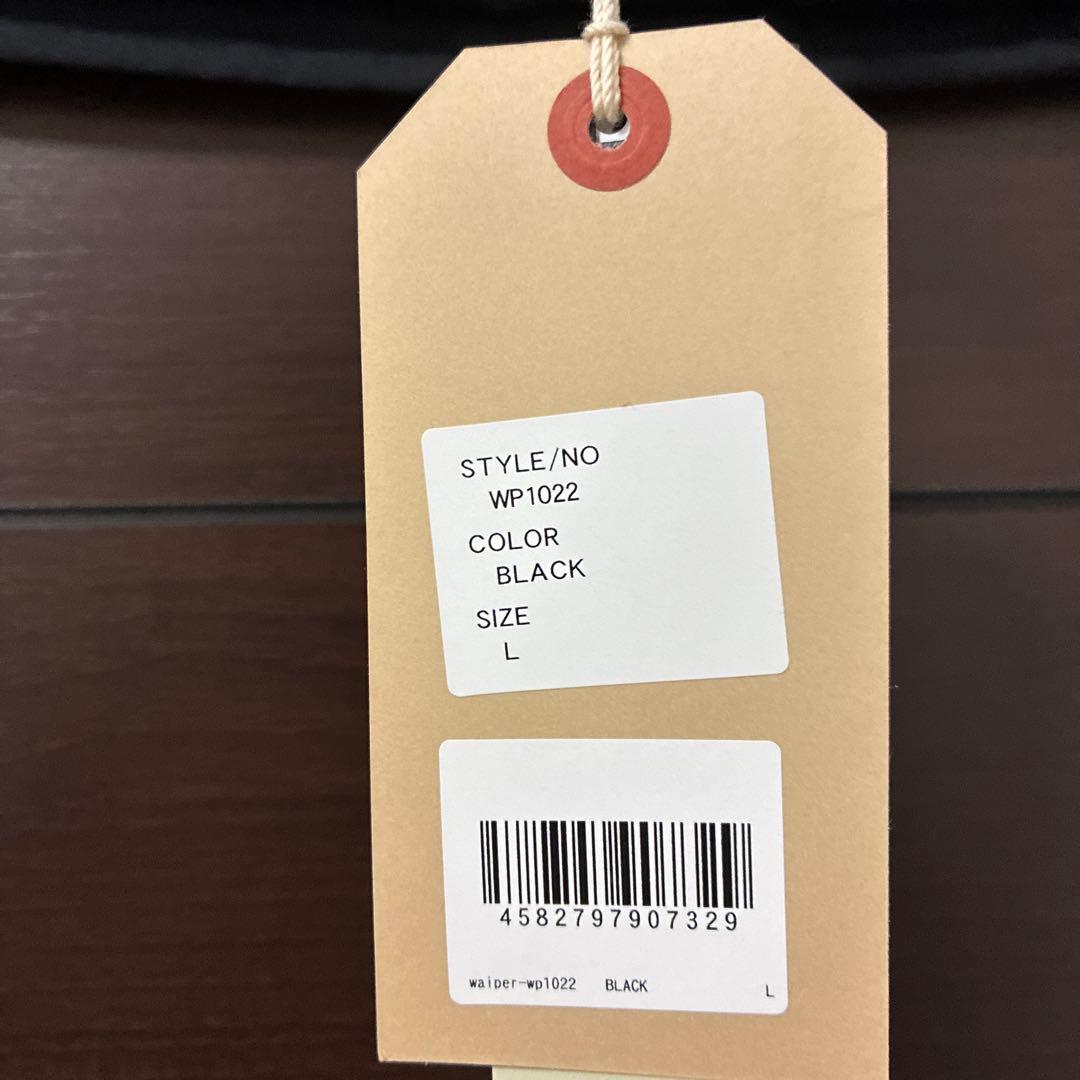 STYLE/NO
WP1022
COLOR
BLACK
SIZE
L
4582797907329
waiper-wp1022 BLACK L